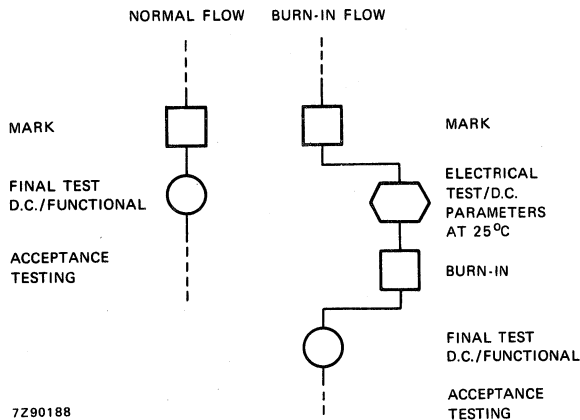 NORMAL FLOW
BURN-IN FLOW
MARK
FINAL TEST
D.C./FUNCTIONAL
ACCEPTANCE
TESTING
MARK
ELECTRICAL
TEST/D.C.
PARAMETERS
AT 25°C
BURN-IN
FINAL TEST
D.C./FUNCTIONAL
ACCEPTANCE
TESTING
7Z90188